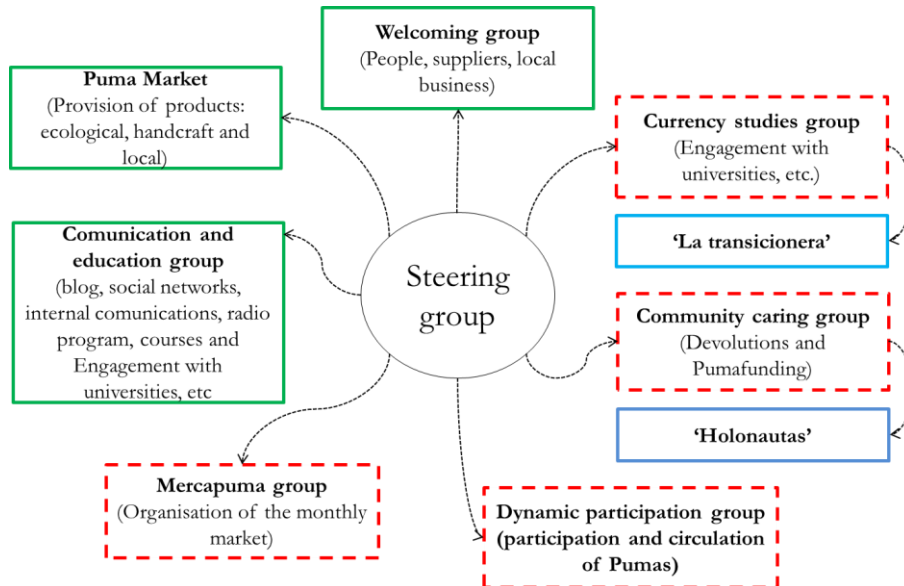 Welcoming group
(People, suppliers, local
business)
Puma Market
(Provision of products:
ecological, handcraft and
local)
Currency studies group
(Engagement with
universities, etc.)
‘La transicionera’
Comunication and
education group
(blog, social networks,
internal comunications, radio
program, courses and
Engagement with
universities, etc
Steering
group
Community caring group
(Devolutions and
Pumafunding)
‘Holonautas’
Mercapuma group
(Organisation of the monthly
market)
Dynamic participation group
(participation and circulation
of Pumas)